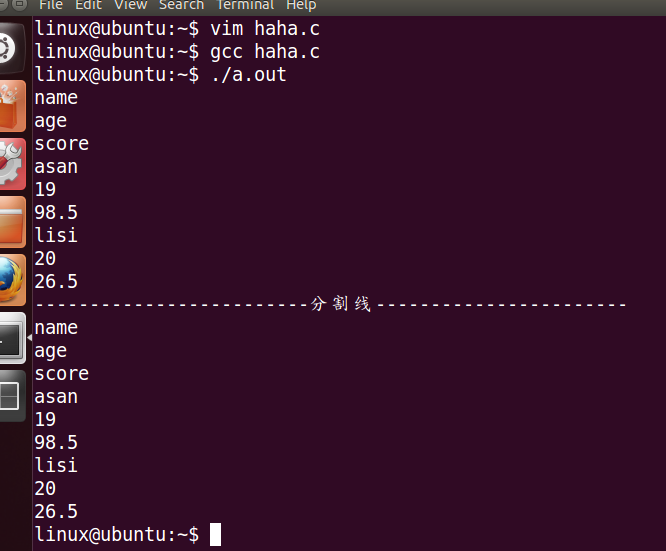 File Edit View Search Terminal Help
linux@ubuntu:~$ vim haha.c
linux@ubuntu:~$ gcc haha.c
linux@ubuntu:~$ ./a.out
name
age
score
asan
19
98.5
lisi
20
26.5
-------------------------分割线-----------------------
name
age
score
asan
19
98.5
lisi
20
26.5
linux@ubuntu:~$